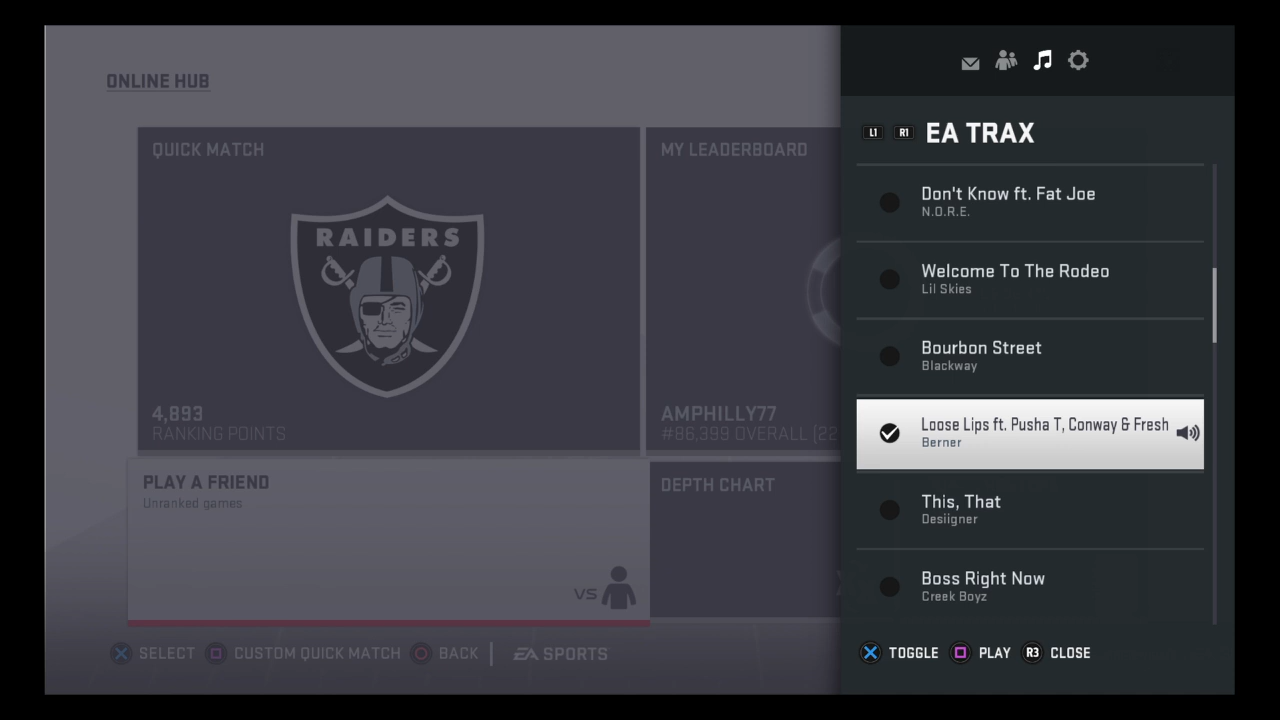 ONLINE HUB
QUICK MATCH
RAIDERS
4,893
RANKING POINTS
MY LEADERBOARD
AMPHILLY77
#86,399 OVERALL (22
PLAY A FRIEND
Unranked games
VS
DEPTH CHART
SELECT
CUSTOM QUICK MATCH
BACK
EA SPORTS
L1 R1 EA TRAX
Don't Know ft. Fat Joe
N.O.R.E.
Welcome To The Rodeo
Lil Skies
Bourbon Street
Blackway
Loose Lips ft. Pusha T, Conway & Fresh
Berner
This, That
Desiigner
Boss Right Now
Creek Boyz
TOGGLE
PLAY
R3 CLOSE